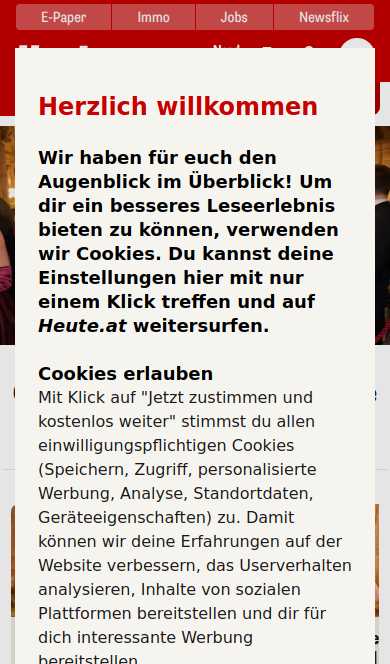 E-Paper Immo Jobs Newsflix
Herzlich willkommen
Wir haben für euch den
Augenblick im Überblick! Um
dir ein besseres Leseerlebnis
bieten zu können, verwenden
wir Cookies. Du kannst deine
Einstellungen hier mit nur
einem Klick treffen und auf
Heute.at weitersurfen.
Cookies erlauben
Mit Klick auf "Jetzt zustimmen und
kostenlos weiter" stimmst du allen
einwilligungspflichtigen Cookies
(Speichern, Zugriff, personalisierte
Werbung, Analyse, Standortdaten,
Geräteeigenschaften) zu. Damit
können wir deine Erfahrungen auf der
Website verbessern, das Userverhalten
analysieren, Inhalte von sozialen
Plattformen bereitstellen und dir für
dich interessante Werbung
bereitstellen